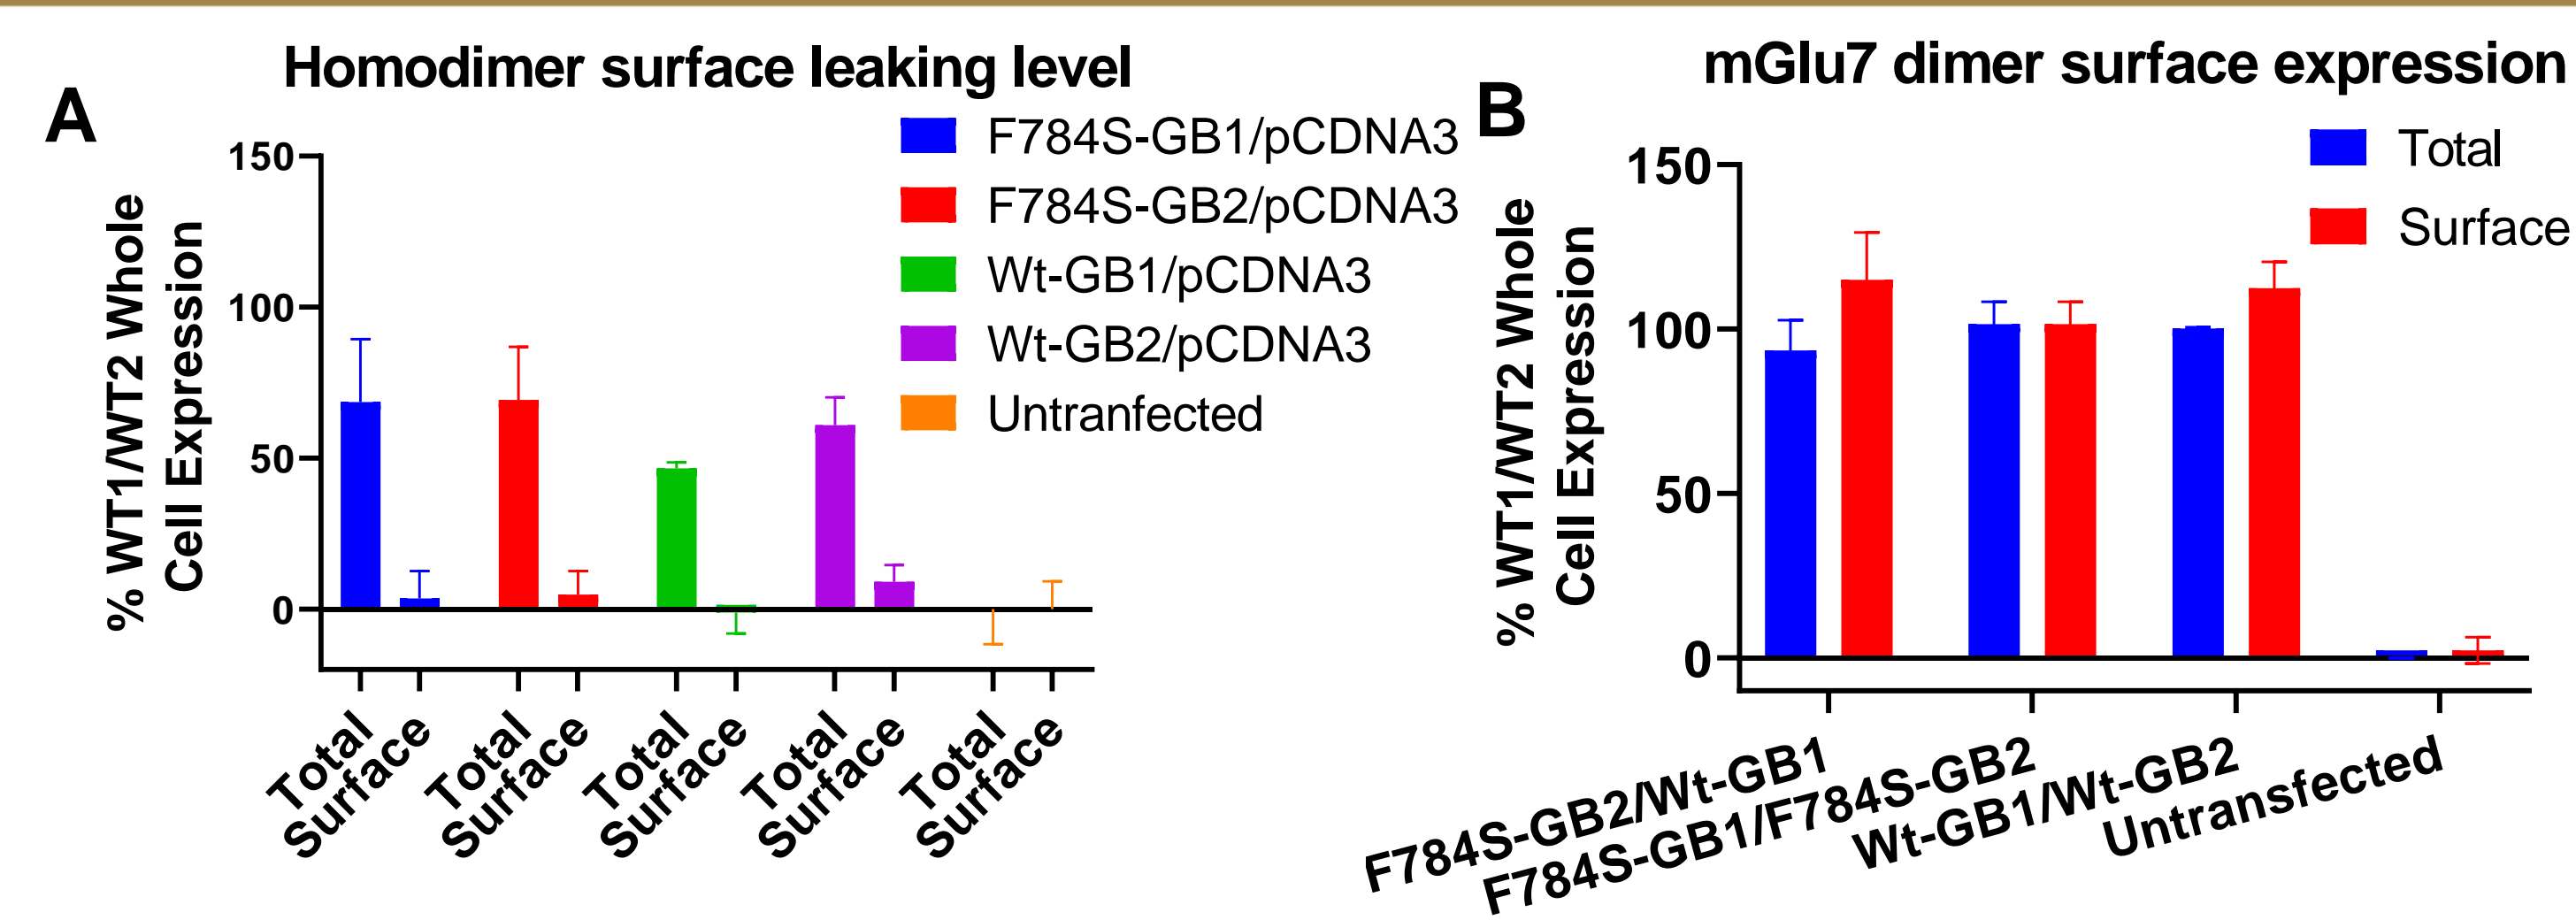 Homodimer surface leaking level
A
% WT1/WT2 Whole
Cell Expression
150
100
50
0
F784S-GB1/pCDNA3
F784S-GB2/pCDNA3
Wt-GB1/pCDNA3
Wt-GB2/pCDNA3
Untranfected
Total
Surface
Total
Surface
Total
Surface
Total
Surface
Total
Surface
mGlu7 dimer surface expression
B
% WT1/WT2 Whole
Cell Expression
150
100
50
0
Total
Surface
F784S-GB2/Wt-GB1
F784S-GB1/F784S-GB2
Wt-GB1/Wt-GB2
Untransfected